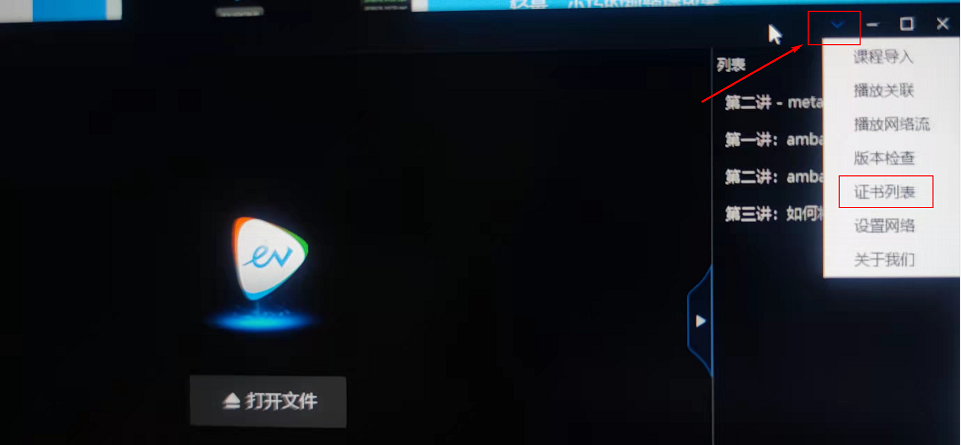 列表
第二讲 - meta
第一讲：amba
第二讲：amba
第三讲：如何
课程导入
播放关联
播放网络流
版本检查
证书列表
设置网络
关于我们
ev
打开文件